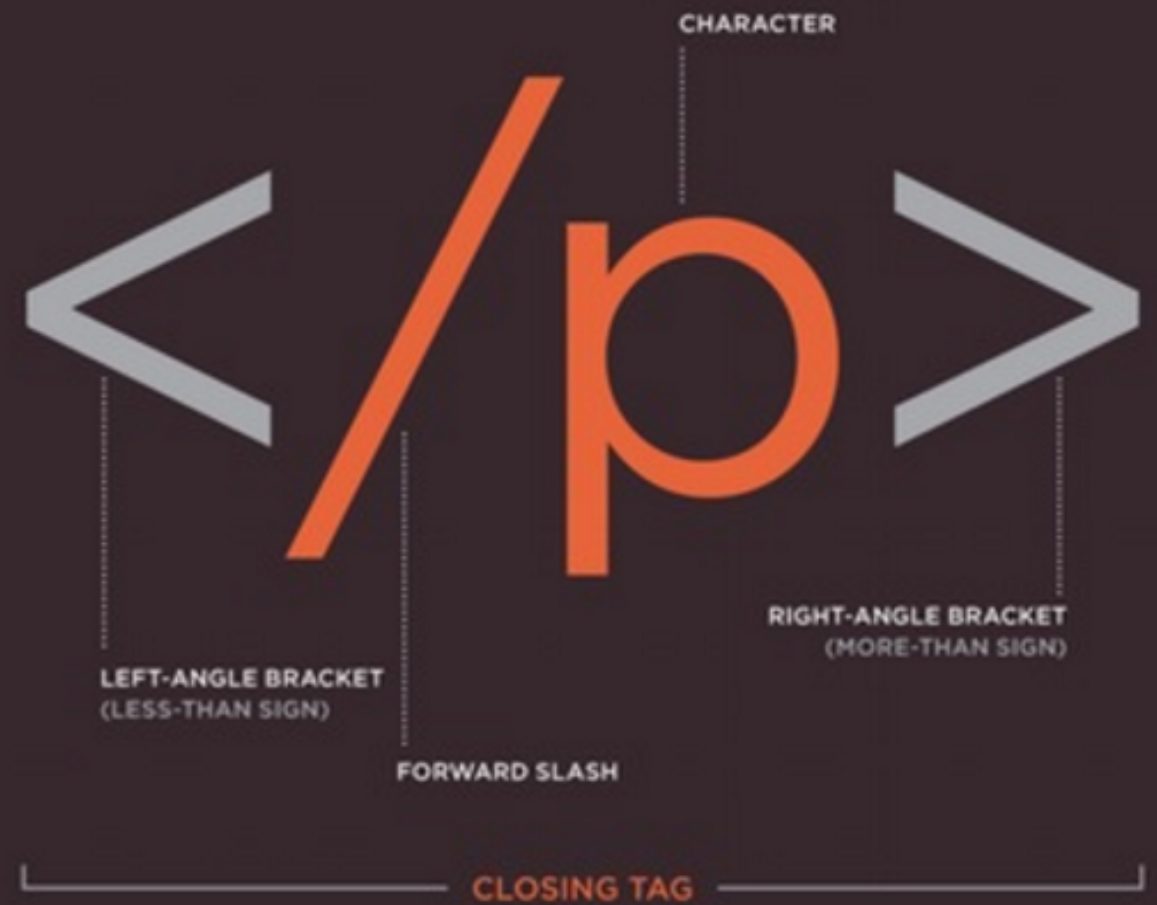 CHARACTER
</p>
RIGHT-ANGLE BRACKET
(MORE-THAN SIGN)
LEFT-ANGLE BRACKET
(LESS-THAN SIGN)
FORWARD SLASH
CLOSING TAG